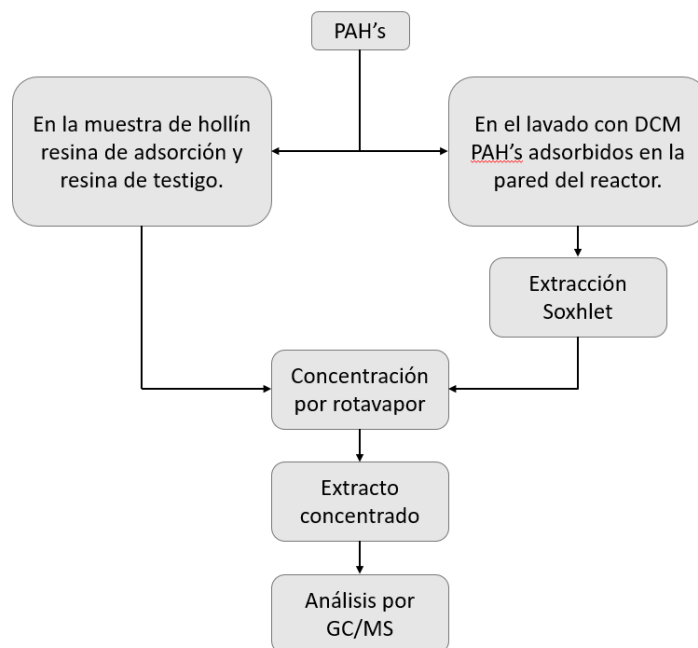 PAH's
En la muestra de hollín
resina de adsorción y
resina de testigo.
En el lavado con DCM
PAH's adsorbidos en la
pared del reactor.
Extracción
Soxhlet
Concentración
por rotavapor
Extracto
concentrado
Análisis por
GC/MS